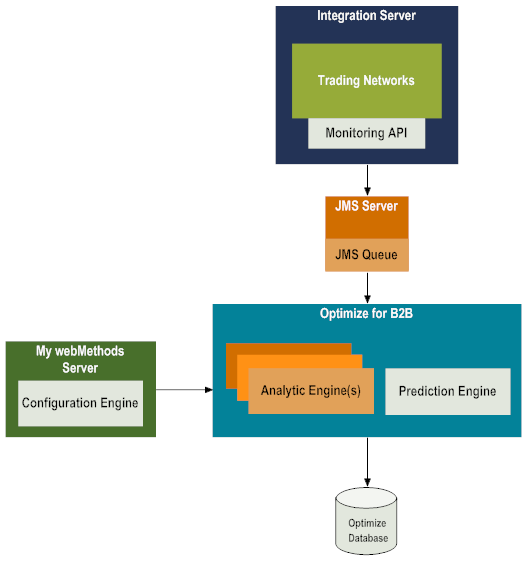 Integration Server
Trading Networks
Monitoring API
JMS Server
JMS Queue
Optimize for B2B
My webMethods
Server
Configuration Engine
Analytic Engine(s)
Prediction Engine
Optimize
Database